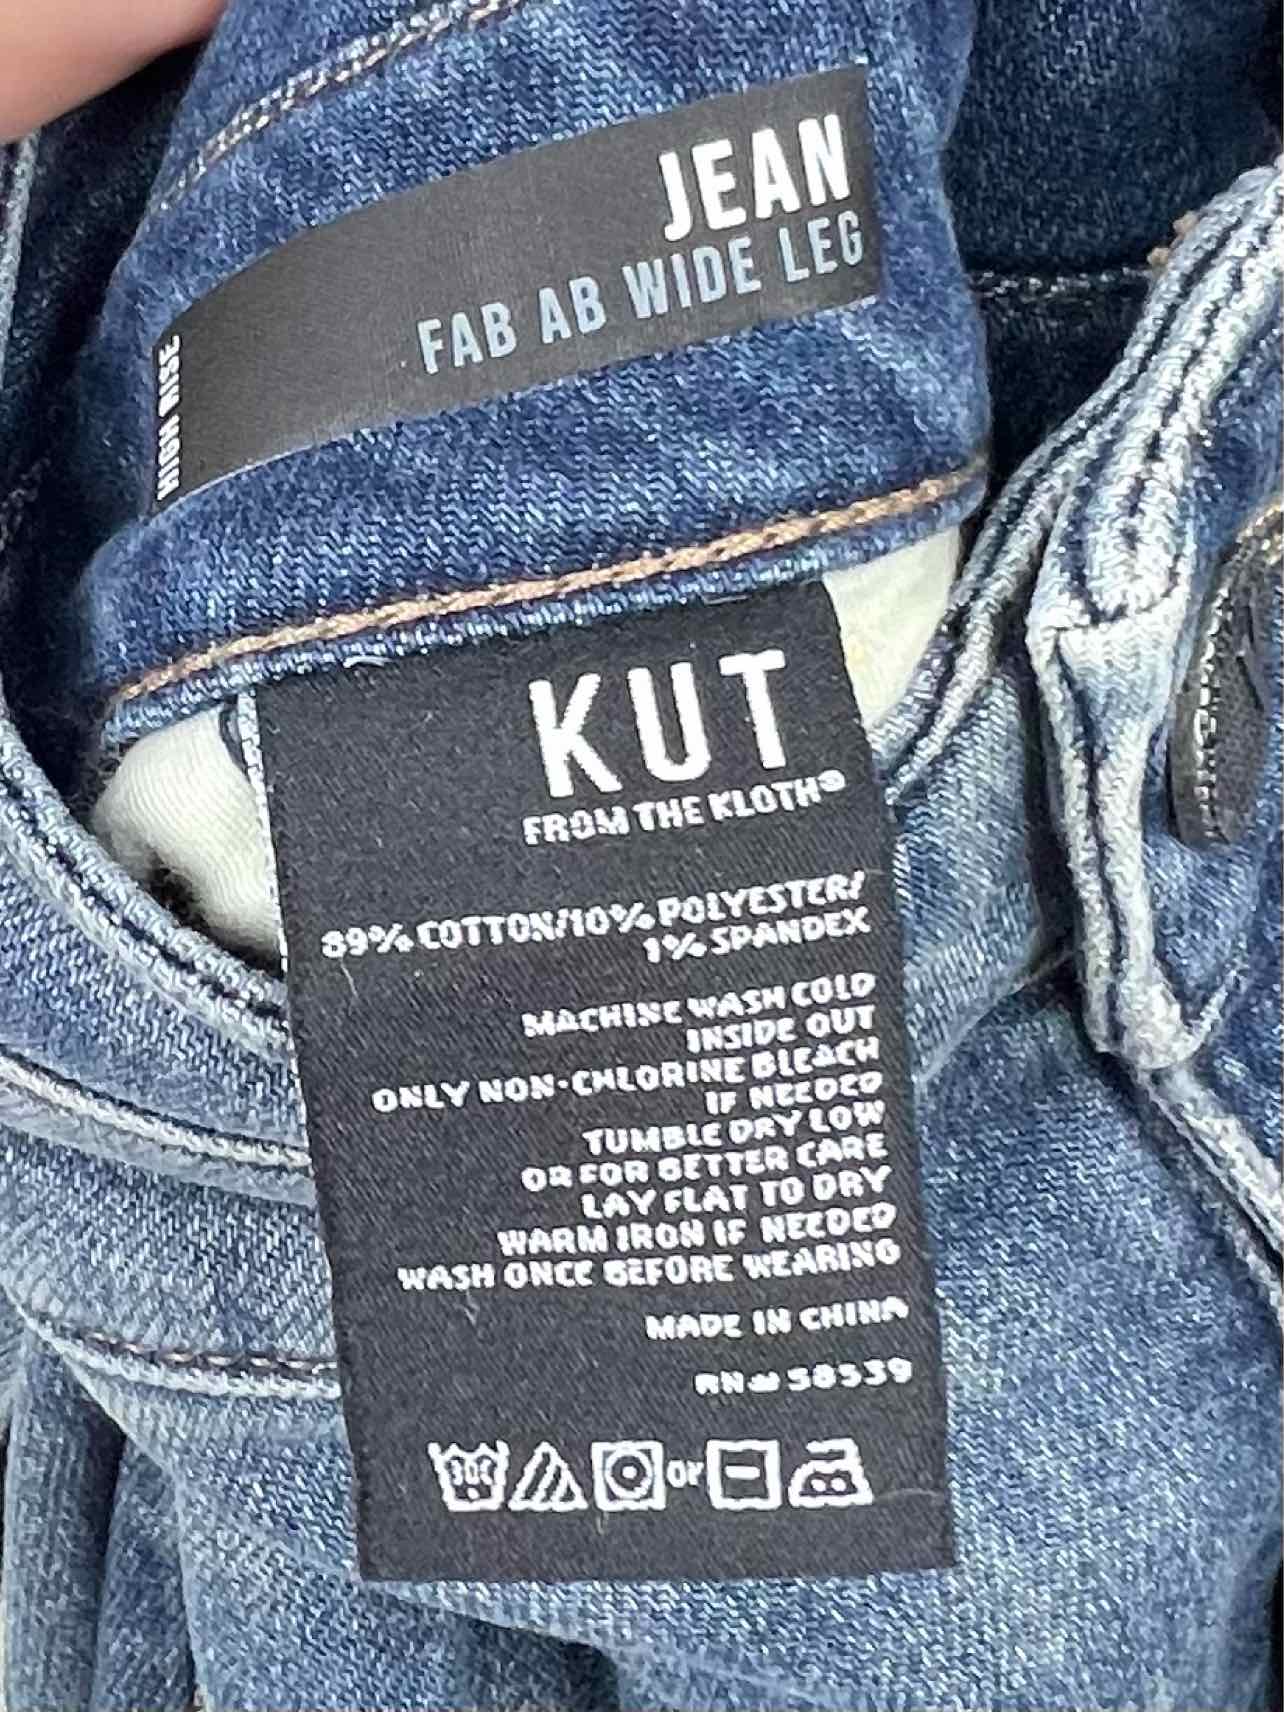 JEAN
FAB AB WIDE LEG
HIGH RISE
KUT
FROM THE KLOTH®
89% COTTON/10% POLYESTER/
1% SPANDEX
MACHINE WASH COLD
INSIDE OUT
ONLY NON-CHLORINE BLEACH
IF NEEDED
TUMBLE DRY LOW
OR FOR BETTER CARE
LAY FLAT TO DRY
WARM IRON IF NEEDED
WASH ONCE BEFORE WEARING
MADE IN CHINA
RN# 58539
30C or